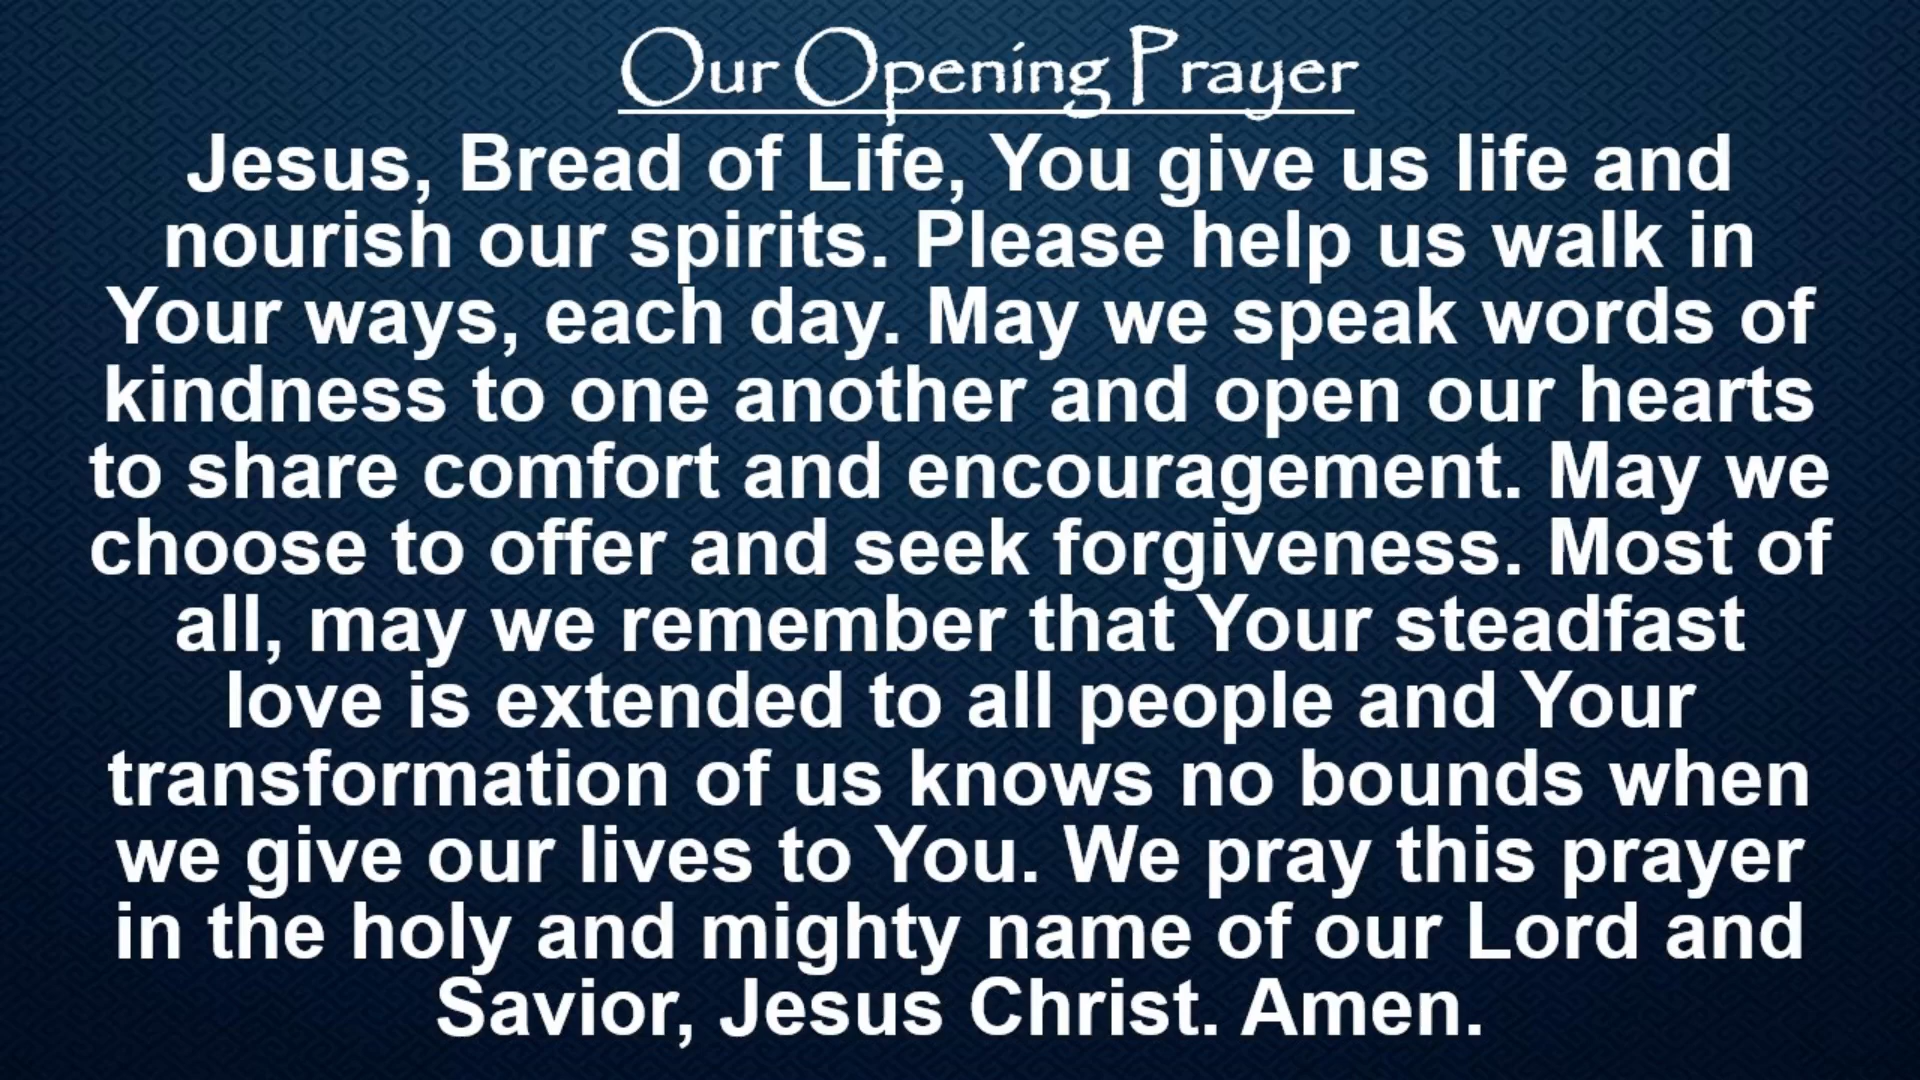 Our Opening Prayer
Jesus, Bread of Life, You give us life and
nourish our spirits. Please help us walk in
Your ways, each day. May we speak words of
kindness to one another and open our hearts
to share comfort and encouragement. May we
choose to offer and seek forgiveness. Most of
all, may we remember that Your steadfast
love is extended to all people and Your
transformation of us knows no bounds when
we give our lives to You. We pray this prayer
in the holy and mighty name of our Lord and
Savior, Jesus Christ. Amen.